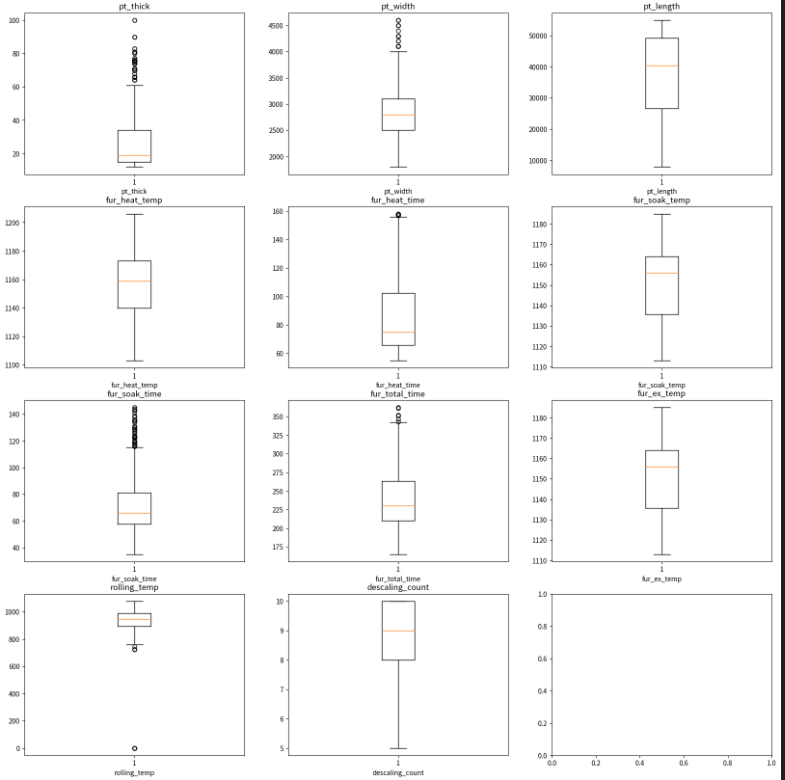 pt_thick pt_width pt_length
100 4500 50000
80 4000 40000
60 3500 30000
40 3000 20000
20 2500 10000
2000
1 1 1
pt_thick pt_width pt_length
fur_heat_temp fur_heat_time fur_soak_temp
1200 160 1180
1180 140 1170
1160 120 1160
1140 100 1150
1120 80 1140
1100 60 1130
1120
1110
1 1 1
fur_heat_temp fur_heat_time fur_soak_temp
fur_soak_time fur_total_time fur_ex_temp
140 350 1180
120 325 1170
100 300 1160
80 275 1150
60 250 1140
40 225 1130
200 1120
175 1110
1 1 1
fur_soak_time fur_total_time fur_ex_temp
rolling_temp descaling_count
1000 10 1.0
800 9 0.8
600 8 0.6
400 7 0.4
200 6 0.2
0 5 0.0
1 1 0.0 0.2 0.4 0.6 0.8 1.0
rolling_temp descaling_count